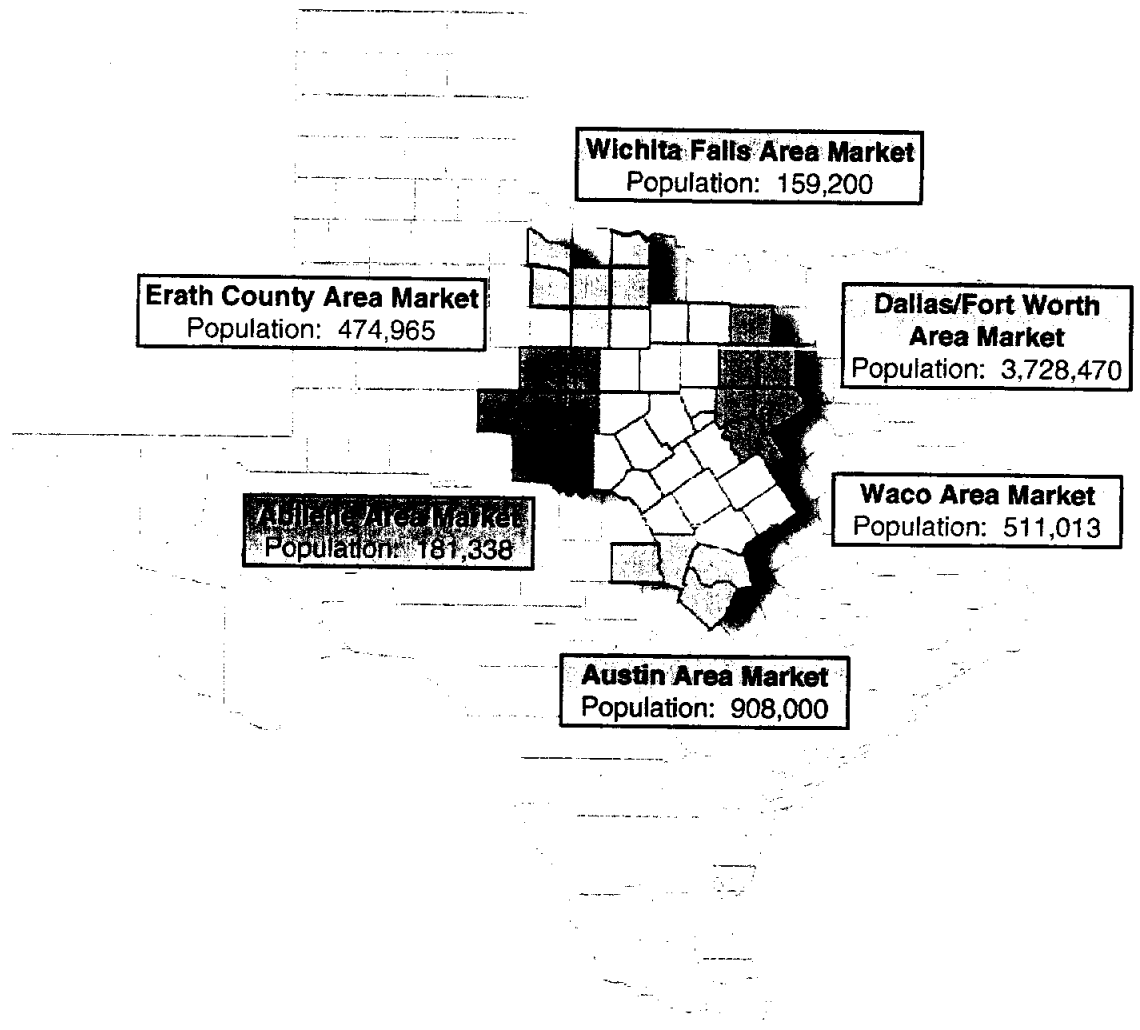 Wichita Falls Area Market
Population: 159,200
Erath County Area Market
Population: 474,965
Dallas/Fort Worth
Area Market
Population: 3,728,470
Abilene Area Market
Population: 181,338
Waco Area Market
Population: 511,013
Austin Area Market
Population: 908,000